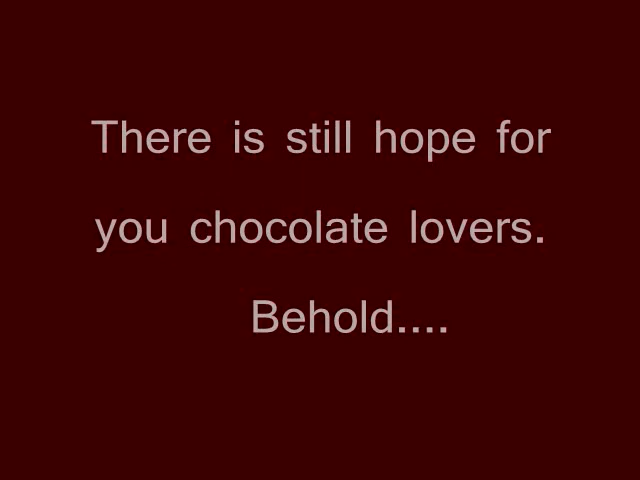 There is still hope for
you chocolate lovers.
Behold....